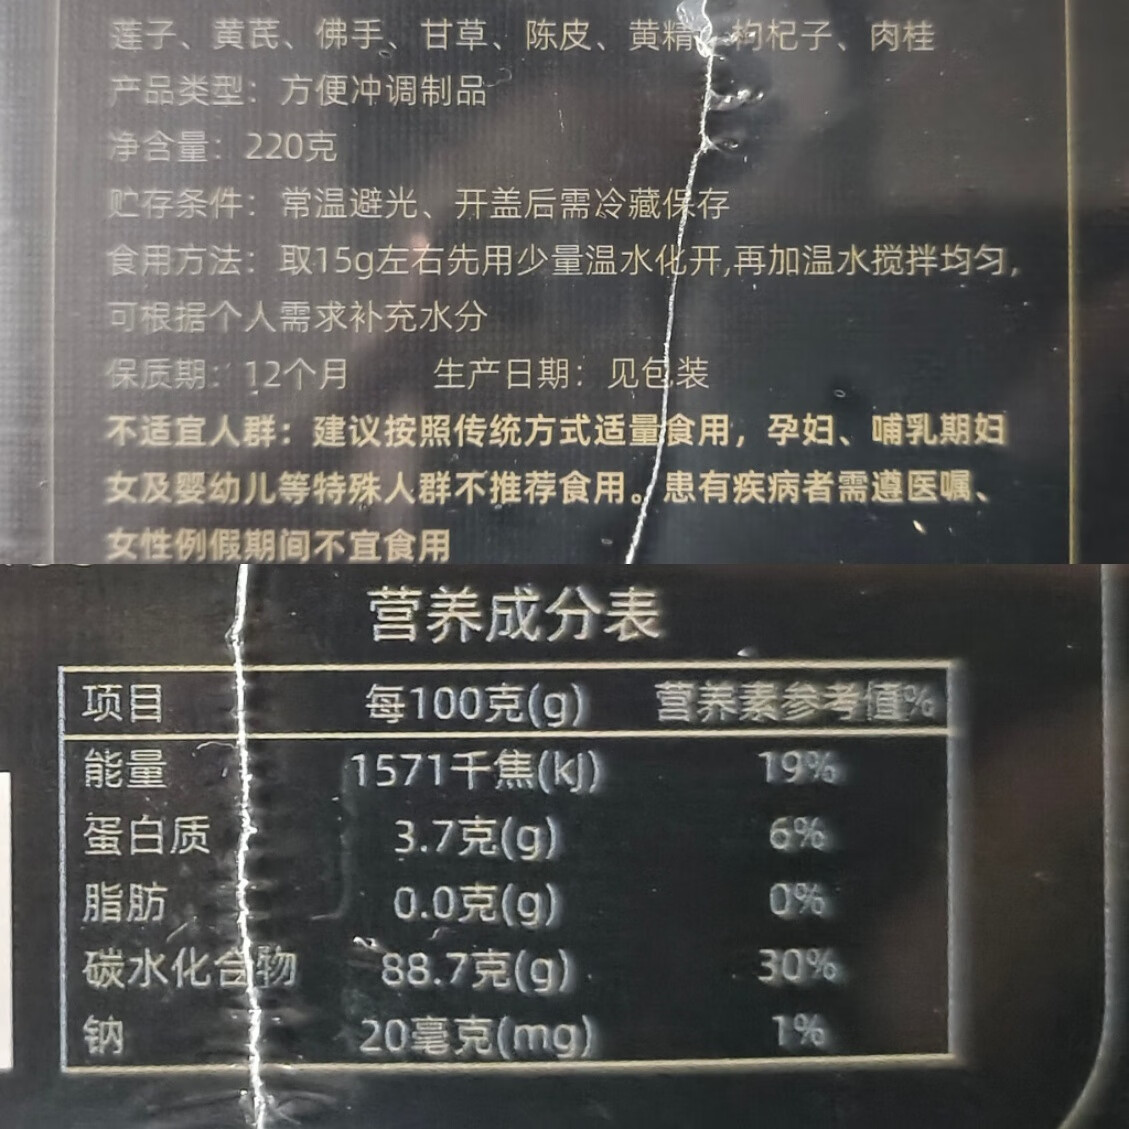 莲子、黄芪、佛手、甘草、陈皮、黄精、枸杞子、肉桂
产品类型：方便冲调制品
净含量：220克
贮存条件：常温避光、开盖后需冷藏保存
食用方法：取15g左右先用少量温水化开,再加温水搅拌均匀,
可根据个人需求补充水分
保质期：12个月 生产日期：见包装
不适宜人群：建议按照传统方式适量食用，孕妇、哺乳期妇
女及婴幼儿等特殊人群不推荐食用。患有疾病者需遵医嘱、
女性例假期间不宜食用
营养成分表
项目 每100克(g) 营养素参考值%
能量 1571千焦(kJ) 19%
蛋白质 3.7克(g) 6%
脂肪 0.0克(g) 0%
碳水化合物 88.7克(g) 30%
钠 20毫克(mg) 1%